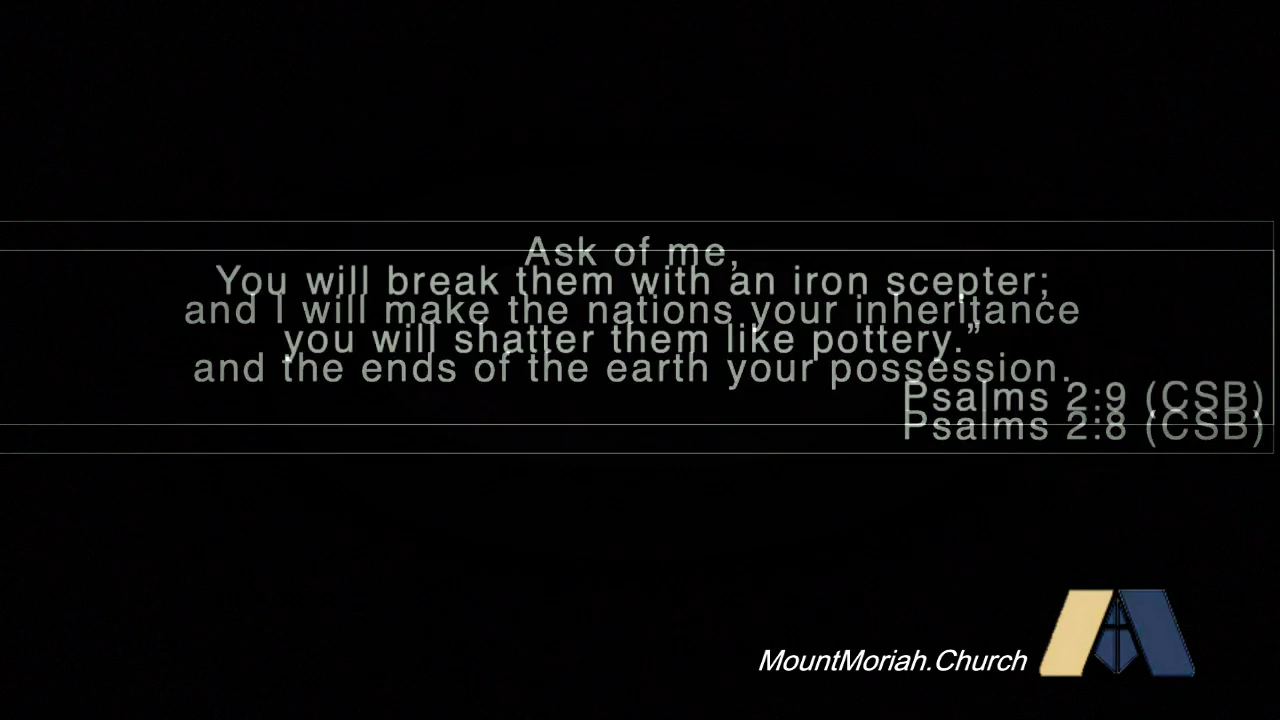 Ask of me,
You will break them with an iron scepter;
and I will make the nations your inheritance
you will shatter them like pottery.”
and the ends of the earth your possession.
Psalms 2:9 (CSB)
Psalms 2:8 (CSB)
MountMoriah.Church